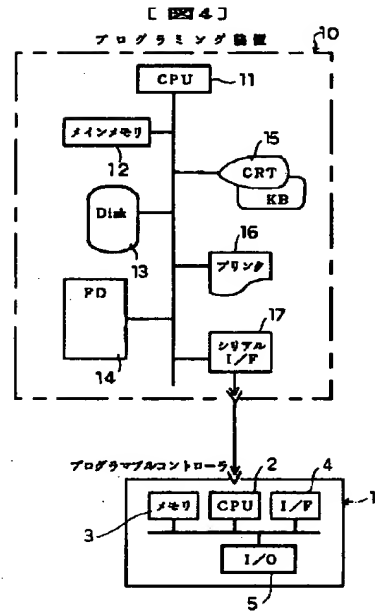 [図4]
プログラミング装置
10
CPU
11
メインメモリ
12
15
CRT
KB
Disk
13
16
プリンタ
FD
14
17
シリアル
I/F
プログラマブルコントローラ
2
4
1
メモリ
CPU
I/F
3
I/O
5